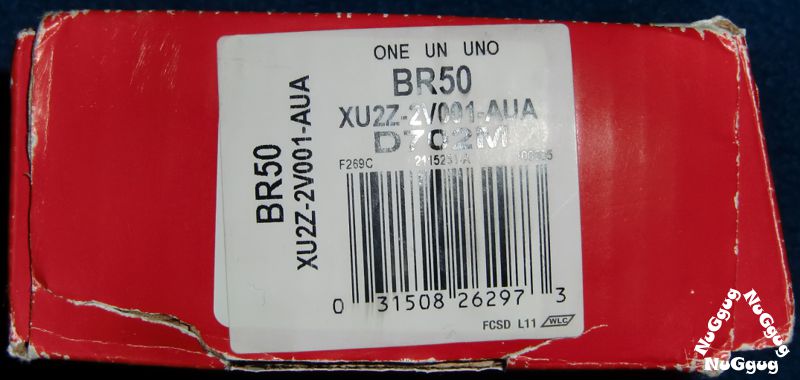 ONE UN UNO
BR50
XU2Z-2V001-AUA
D702M
F269C
0 31508 26297 3
FCSD L11 WLC
BR50
XU2Z-2V001-AUA
NuGgug
NuGgug
NuGgug